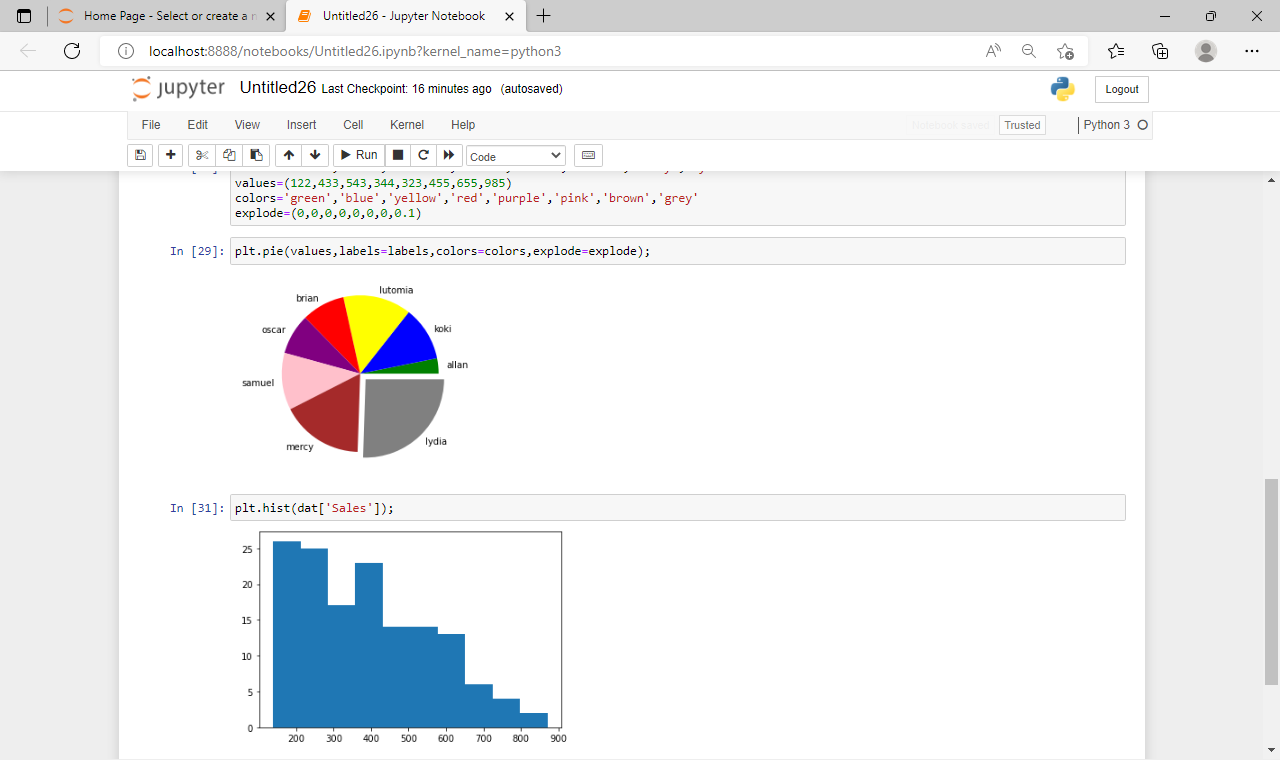 Home Page - Select or create a n
Untitled26 - Jupyter Notebook
localhost:8888/notebooks/Untitled26.ipynb?kernel_name=python3
jupyter Untitled26 Last Checkpoint: 16 minutes ago (autosaved)
Logout
File Edit View Insert Cell Kernel Help
Notebook saved Trusted Python 3
Run Code
values=(122,433,543,344,323,455,655,985)
colors='green','blue','yellow','red','purple','pink','brown','grey'
explode=(0,0,0,0,0,0,0,0.1)
In [29]: plt.pie(values,labels=labels,colors=colors,explode=explode);
lutomia
brian
oscar
koki
allan
samuel
lydia
mercy
In [31]: plt.hist(dat['Sales']);
25
20
15
10
5
0
200 300 400 500 600 700 800 900